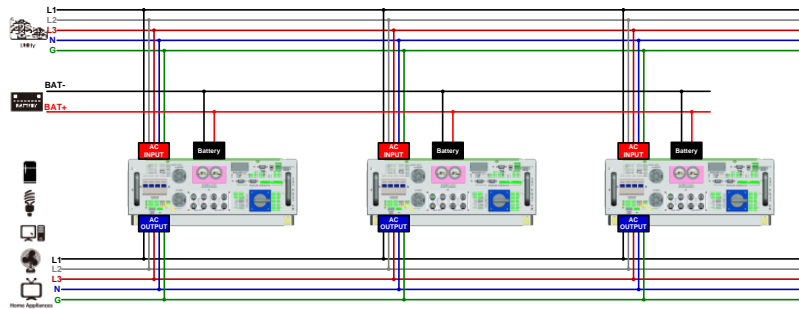 L1
L2
L3
N
G
Utility
BAT-
BATTERY
BAT+
AC
INPUT
Battery
AC
INPUT
Battery
AC
INPUT
Battery
AC
OUTPUT
AC
OUTPUT
AC
OUTPUT
L1
L2
L3
N
G
Home Appliances